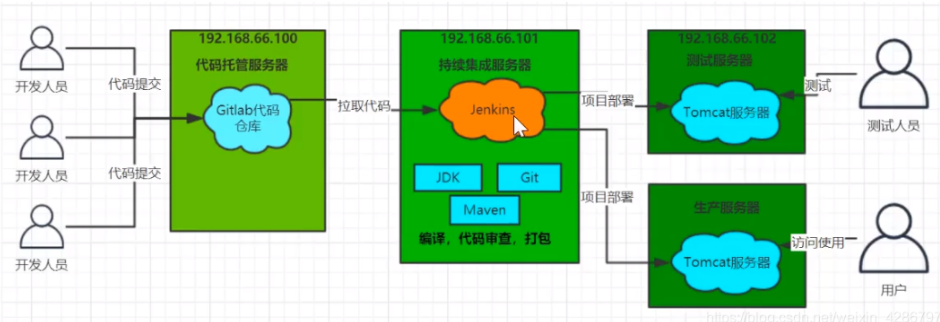 开发人员
开发人员
开发人员
代码提交
代码提交
192.168.66.100
代码托管服务器
Gitlab代码
仓库
拉取代码
192.168.66.101
持续集成服务器
Jenkins
JDK
Git
Maven
编译，代码审查，打包
项目部署
项目部署
192.168.66.102
测试服务器
Tomcat服务器
测试
测试人员
生产服务器
Tomcat服务器
访问使用
用户
https://blog.csdn.net/weixin_4286797